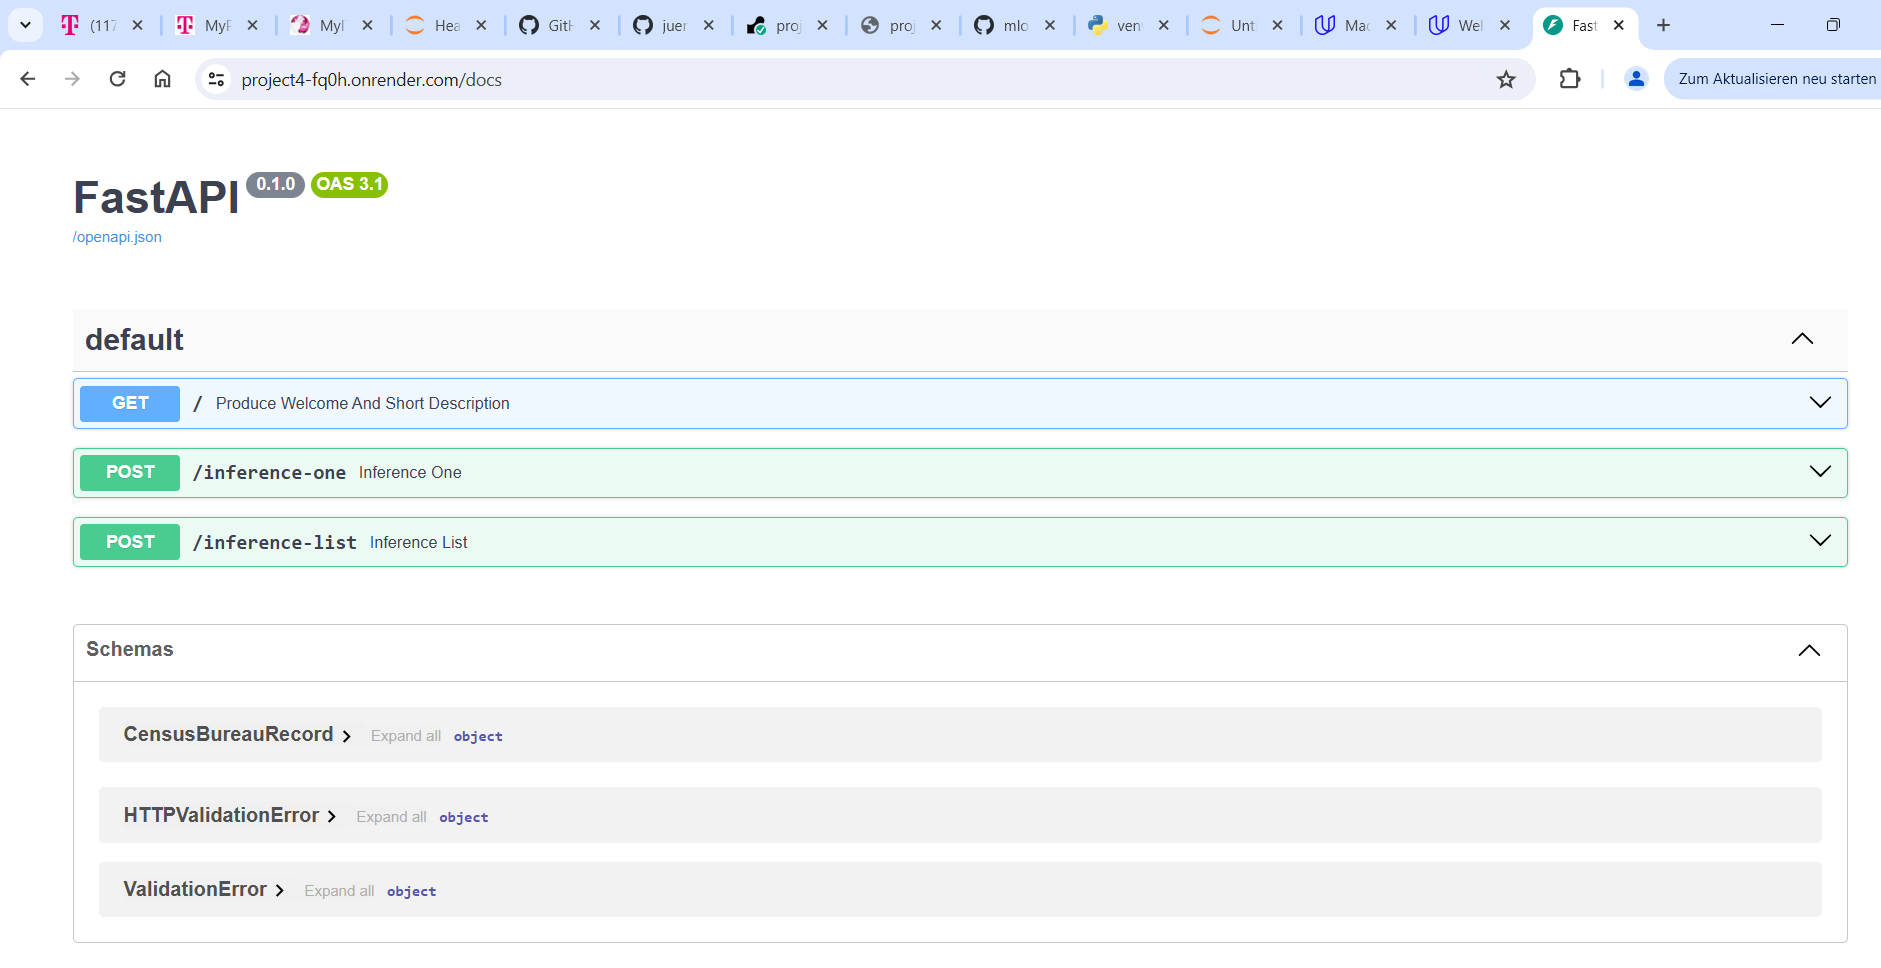 (117
MyF
Myl
Hea
GitH
juer
proj
proj
mlo
ven
Unt
Mac
Wel
Fast
project4-fq0h.onrender.com/docs
Zum Aktualisieren neu starten
FastAPI 0.1.0 OAS 3.1
/openapi.json
default
GET / Produce Welcome And Short Description
POST /inference-one Inference One
POST /inference-list Inference List
Schemas
CensusBureauRecord Expand all object
HTTPValidationError Expand all object
ValidationError Expand all object